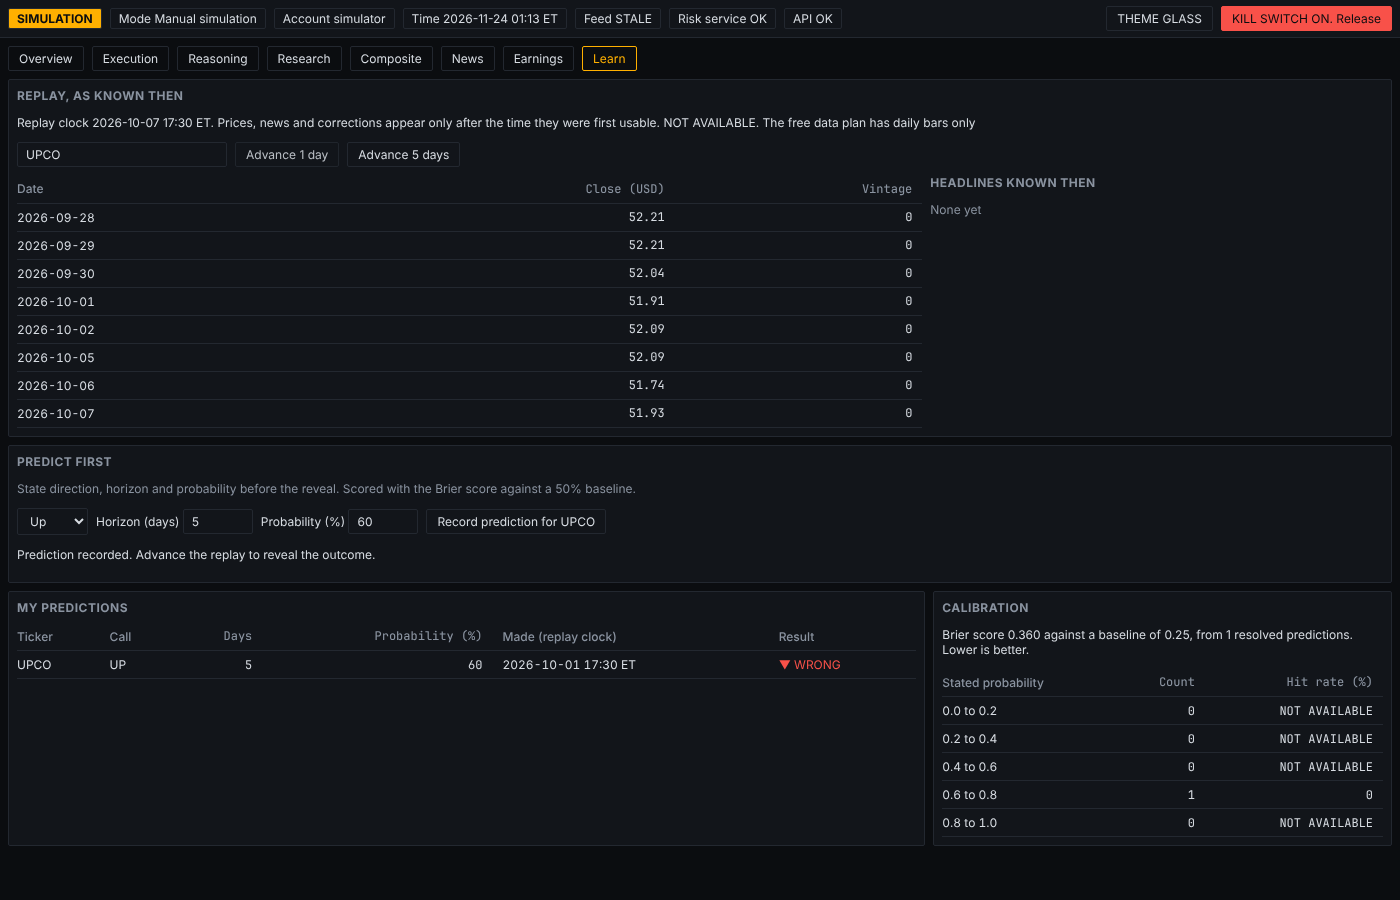 SIMULATION Mode Manual simulation Account simulator Time 2026-11-24 01:13 ET Feed STALE Risk service OK API OK THEME GLASS KILL SWITCH ON. Release
Overview Execution Reasoning Research Composite News Earnings Learn
REPLAY, AS KNOWN THEN
Replay clock 2026-10-07 17:30 ET. Prices, news and corrections appear only after the time they were first usable. NOT AVAILABLE. The free data plan has daily bars only
UPCO Advance 1 day Advance 5 days
Date Close (USD) Vintage
2026-09-28 52.21 0
2026-09-29 52.21 0
2026-09-30 52.04 0
2026-10-01 51.91 0
2026-10-02 52.09 0
2026-10-05 52.09 0
2026-10-06 51.74 0
2026-10-07 51.93 0
HEADLINES KNOWN THEN
None yet
PREDICT FIRST
State direction, horizon and probability before the reveal. Scored with the Brier score against a 50% baseline.
Up Horizon (days) 5 Probability (%) 60 Record prediction for UPCO
Prediction recorded. Advance the replay to reveal the outcome.
MY PREDICTIONS
Ticker Call Days Probability (%) Made (replay clock) Result
UPCO UP 5 60 2026-10-01 17:30 ET ▼ WRONG
CALIBRATION
Brier score 0.360 against a baseline of 0.25, from 1 resolved predictions.
Lower is better.
Stated probability Count Hit rate (%)
0.0 to 0.2 0 NOT AVAILABLE
0.2 to 0.4 0 NOT AVAILABLE
0.4 to 0.6 0 NOT AVAILABLE
0.6 to 0.8 1 0
0.8 to 1.0 0 NOT AVAILABLE